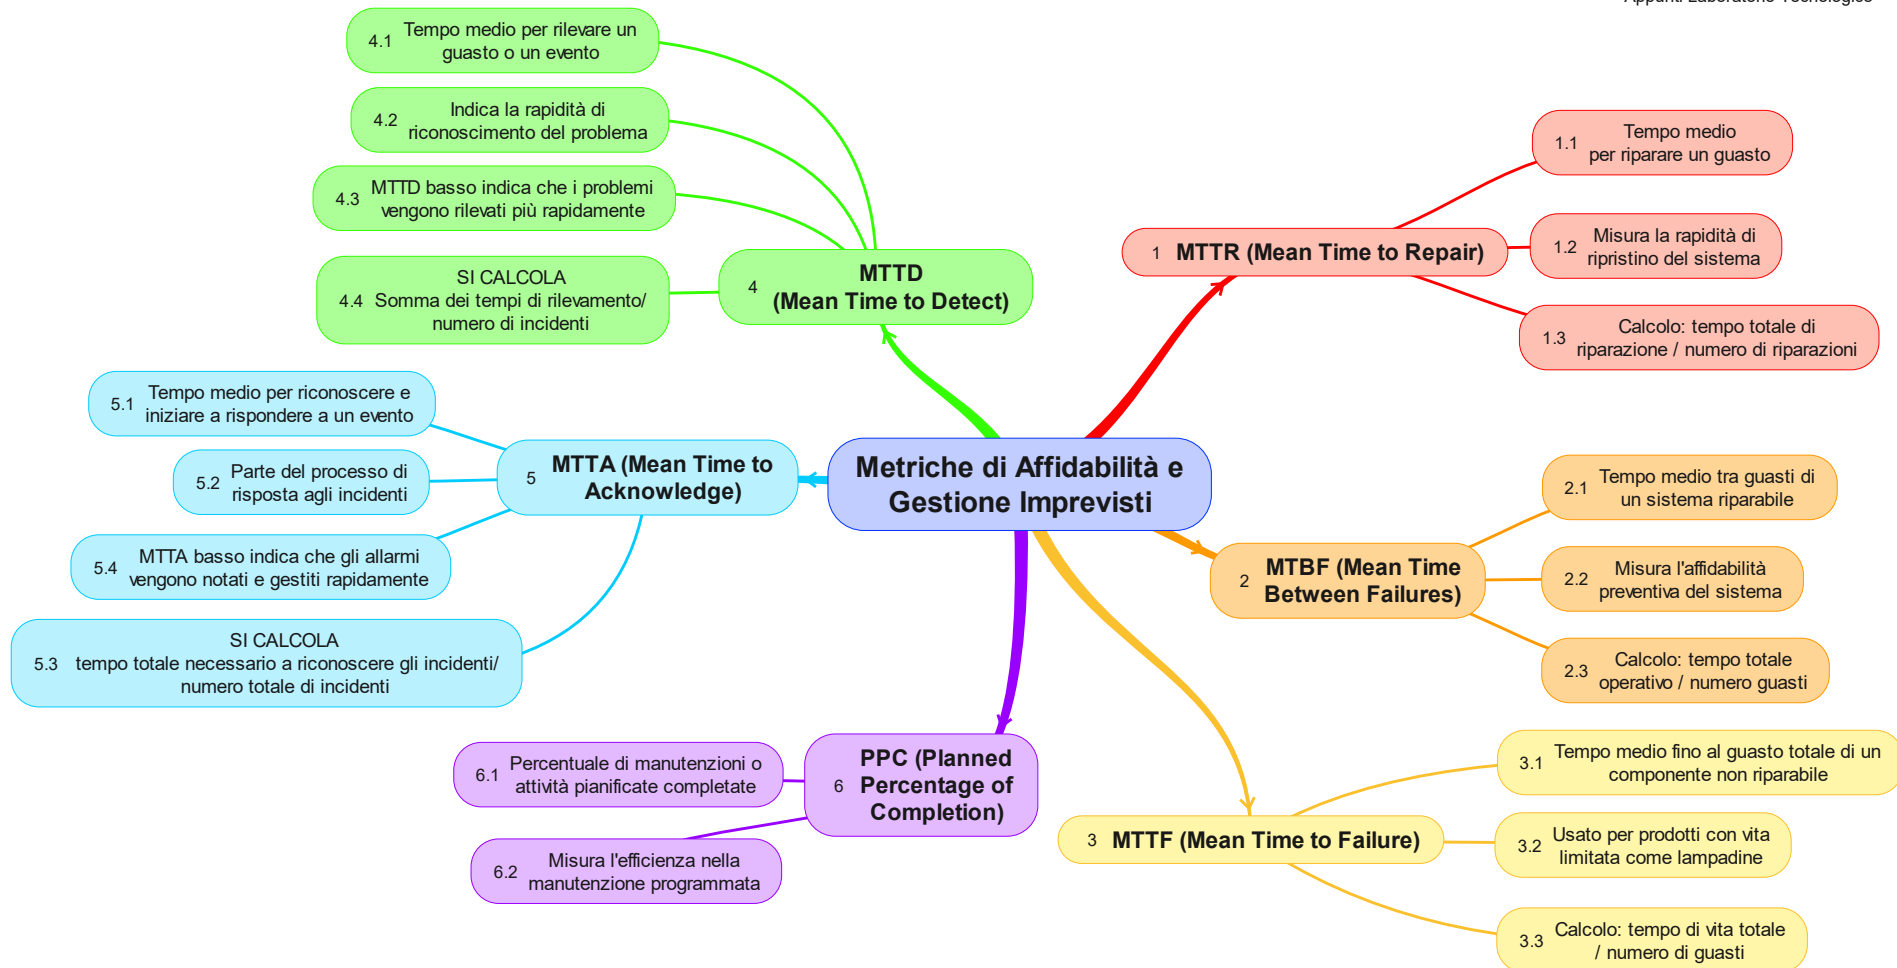 Appunti Laboratorio Tecnologico
Metriche di Affidabilità e
Gestione Imprevisti
1 MTTR (Mean Time to Repair)
1.1 Tempo medio
per riparare un guasto
1.2 Misura la rapidità di
ripristino del sistema
1.3 Calcolo: tempo totale di
riparazione / numero di riparazioni
2 MTBF (Mean Time
Between Failures)
2.1 Tempo medio tra guasti di
un sistema riparabile
2.2 Misura l'affidabilità
preventiva del sistema
2.3 Calcolo: tempo totale
operativo / numero guasti
3 MTTF (Mean Time to Failure)
3.1 Tempo medio fino al guasto totale di un
componente non riparabile
3.2 Usato per prodotti con vita
limitata come lampadine
3.3 Calcolo: tempo di vita totale
/ numero di guasti
4 MTTD
(Mean Time to Detect)
4.1 Tempo medio per rilevare un
guasto o un evento
4.2 Indica la rapidità di
riconoscimento del problema
4.3 MTTD basso indica che i problemi
vengono rilevati più rapidamente
SI CALCOLA
4.4 Somma dei tempi di rilevamento/
numero di incidenti
5 MTTA (Mean Time to
Acknowledge)
5.1 Tempo medio per riconoscere e
iniziare a rispondere a un evento
5.2 Parte del processo di
risposta agli incidenti
5.4 MTTA basso indica che gli allarmi
vengono notati e gestiti rapidamente
SI CALCOLA
5.3 tempo totale necessario a riconoscere gli incidenti/
numero totale di incidenti
6 PPC (Planned
Percentage of
Completion)
6.1 Percentuale di manutenzioni o
attività pianificate completate
6.2 Misura l'efficienza nella
manutenzione programmata